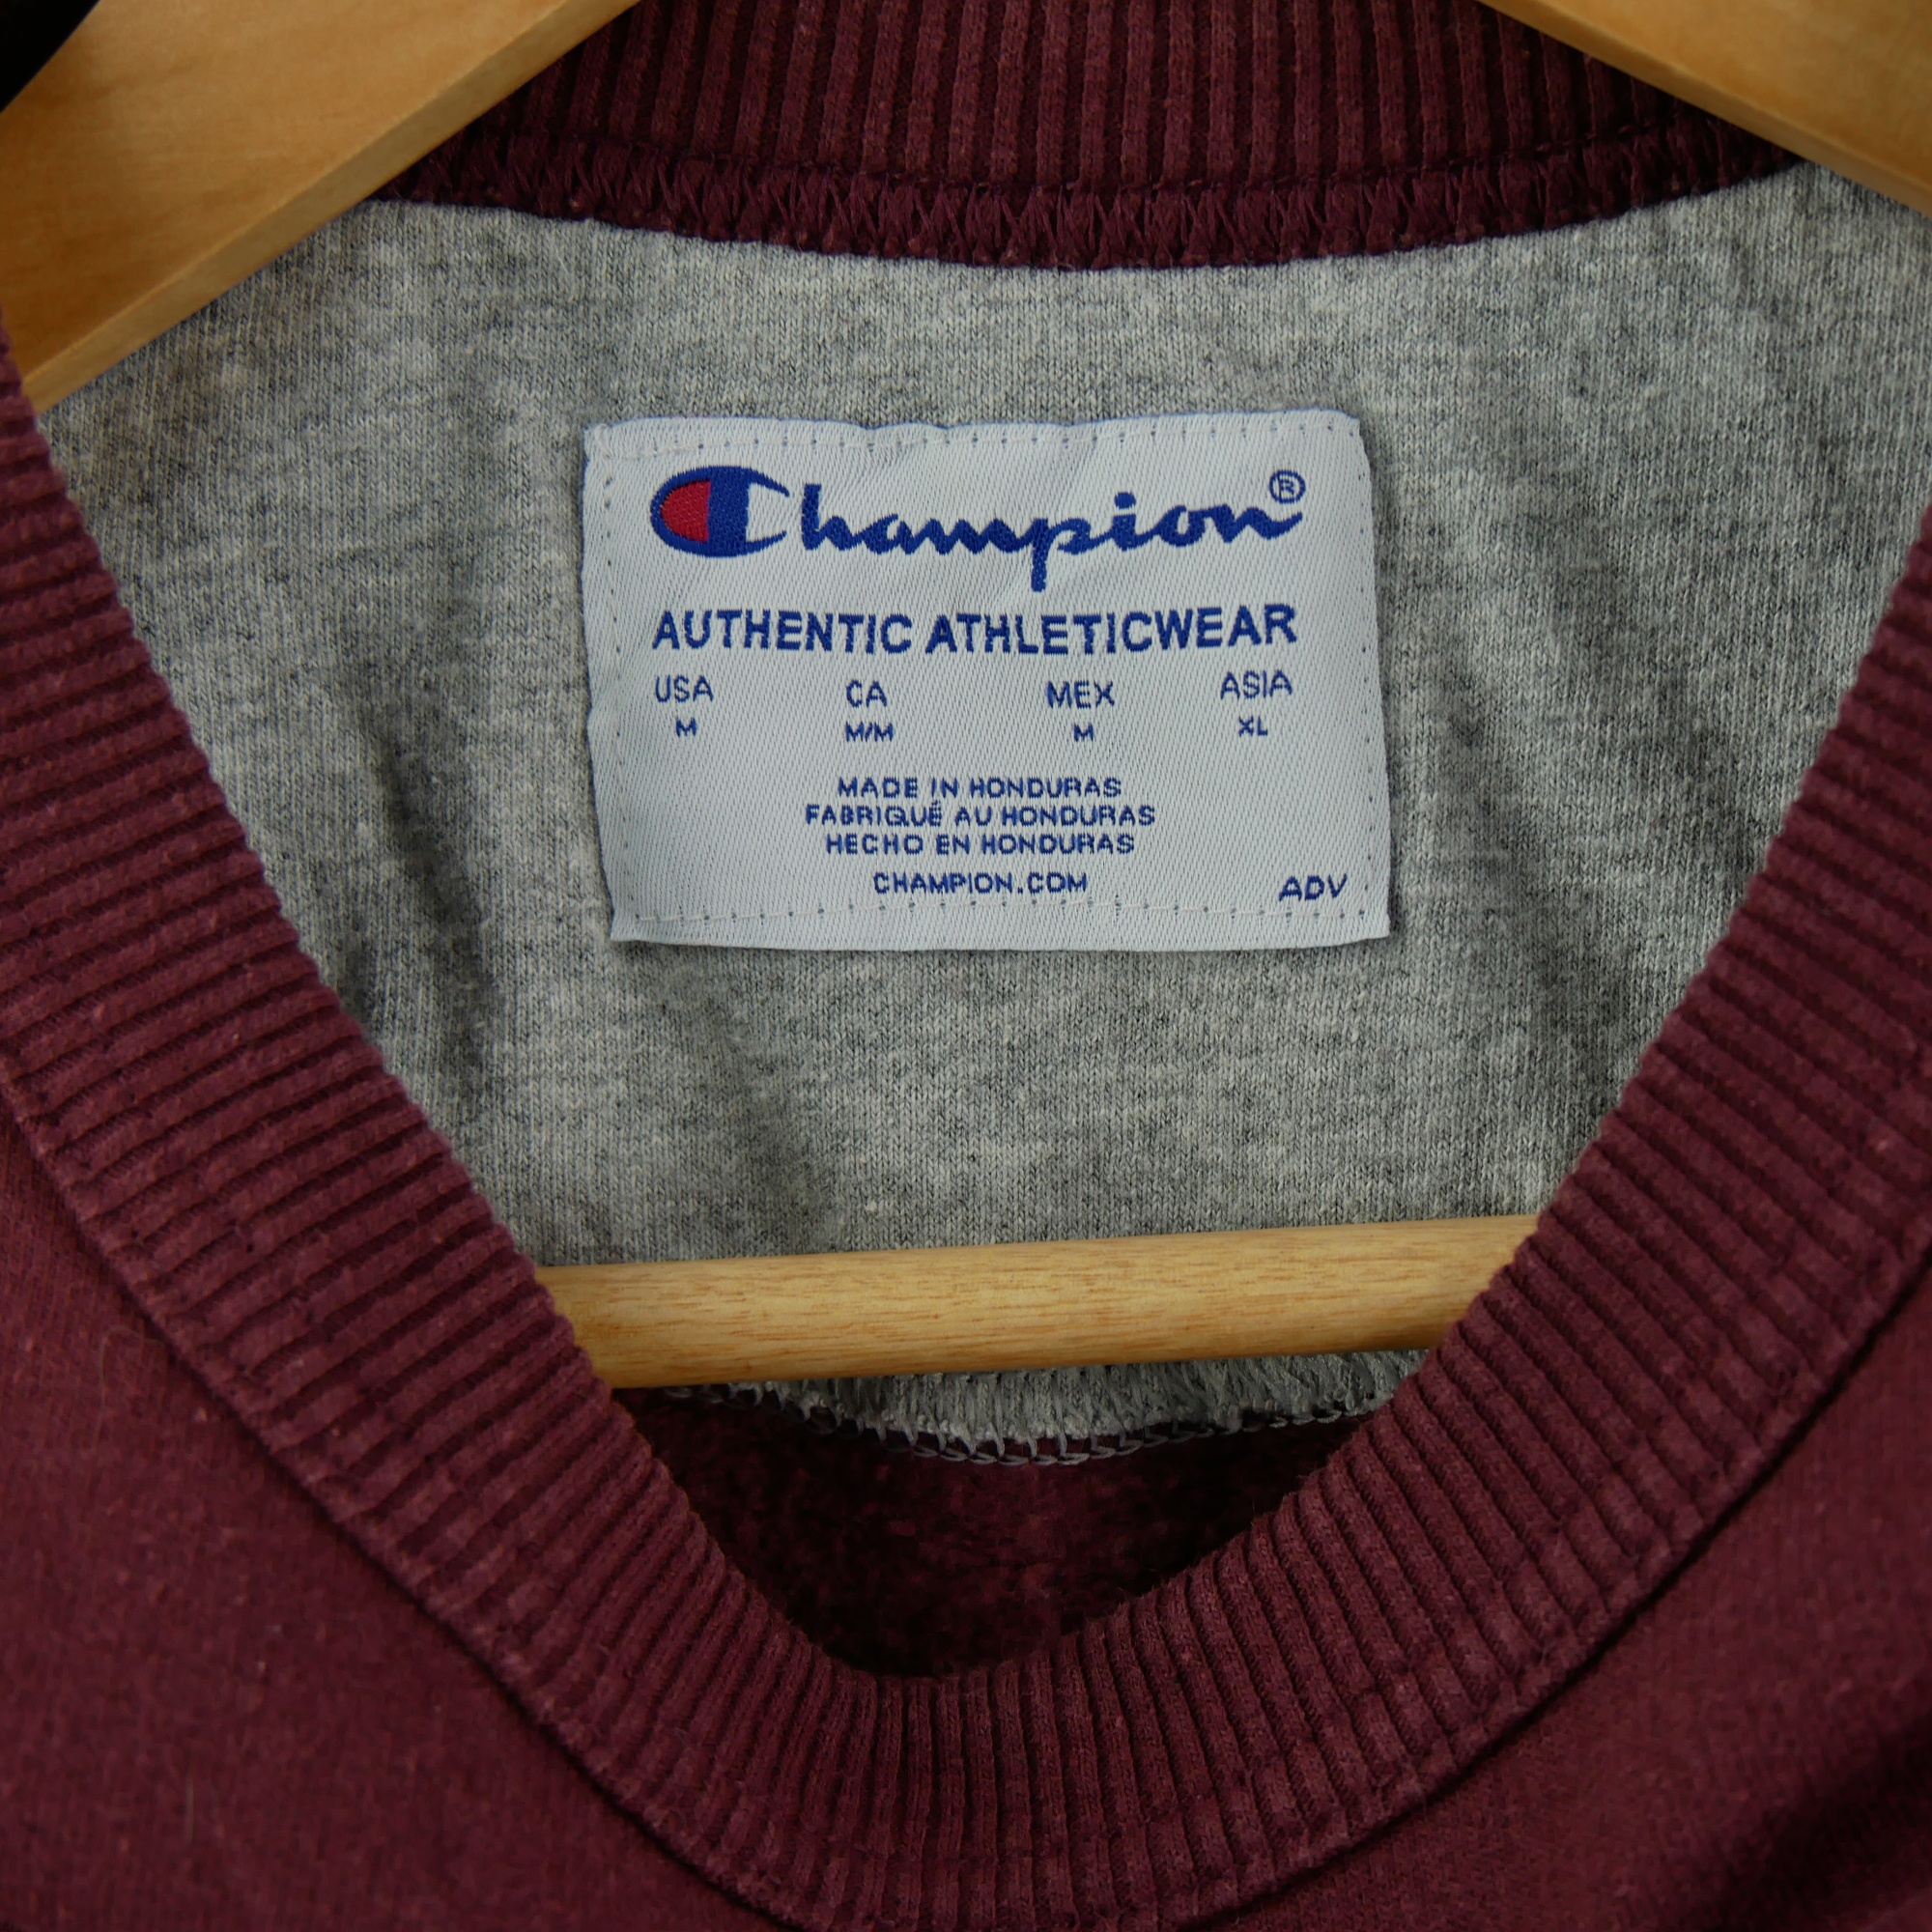 Champion®
AUTHENTIC ATHLETICWEAR
USA CA MEX ASIA
M M/M M XL
MADE IN HONDURAS
FABRIQUÉ AU HONDURAS
HECHO EN HONDURAS
CHAMPION.COM ADV